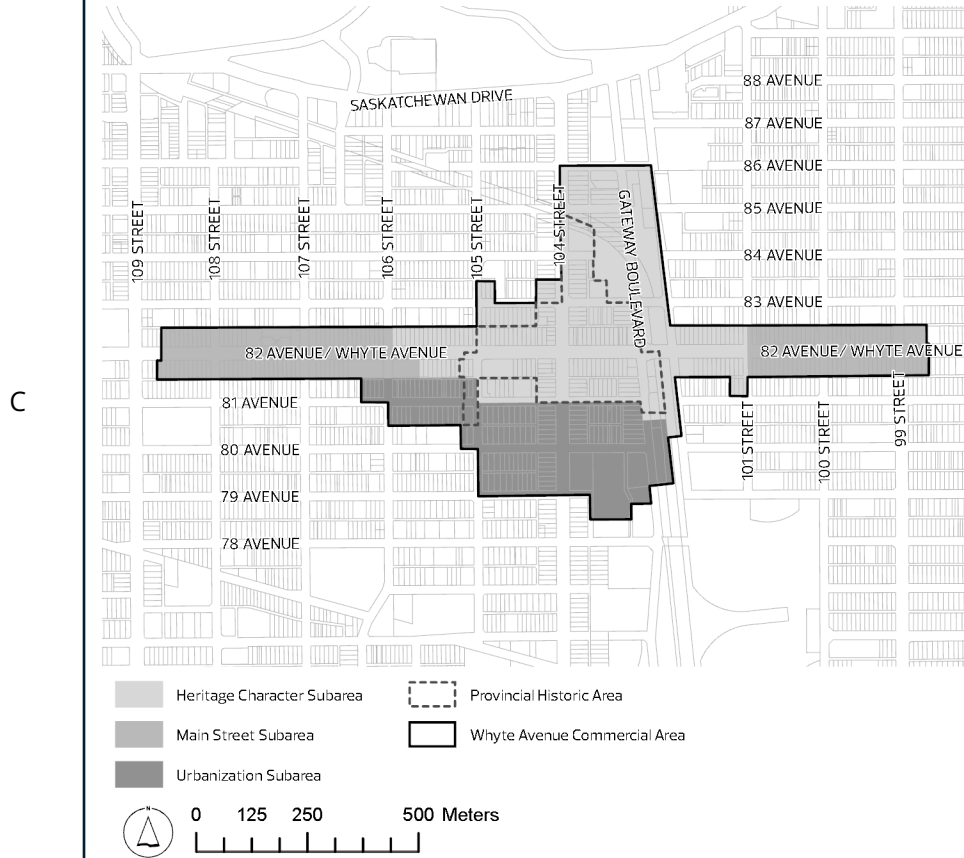 88 AVENUE
SASKATCHEWAN DRIVE
87 AVENUE
86 AVENUE
109 STREET
108 STREET
107 STREET
106 STREET
105 STREET
104 STREET
GATEWAY BOULEVARD
85 AVENUE
84 AVENUE
83 AVENUE
82 AVENUE/ WHYTE AVENUE
82 AVENUE/ WHYTE AVENUE
C
81 AVENUE
101 STREET
100 STREET
99 STREET
80 AVENUE
79 AVENUE
78 AVENUE
Heritage Character Subarea
Provincial Historic Area
Main Street Subarea
Whyte Avenue Commercial Area
Urbanization Subarea
N
0 125 250 500 Meters